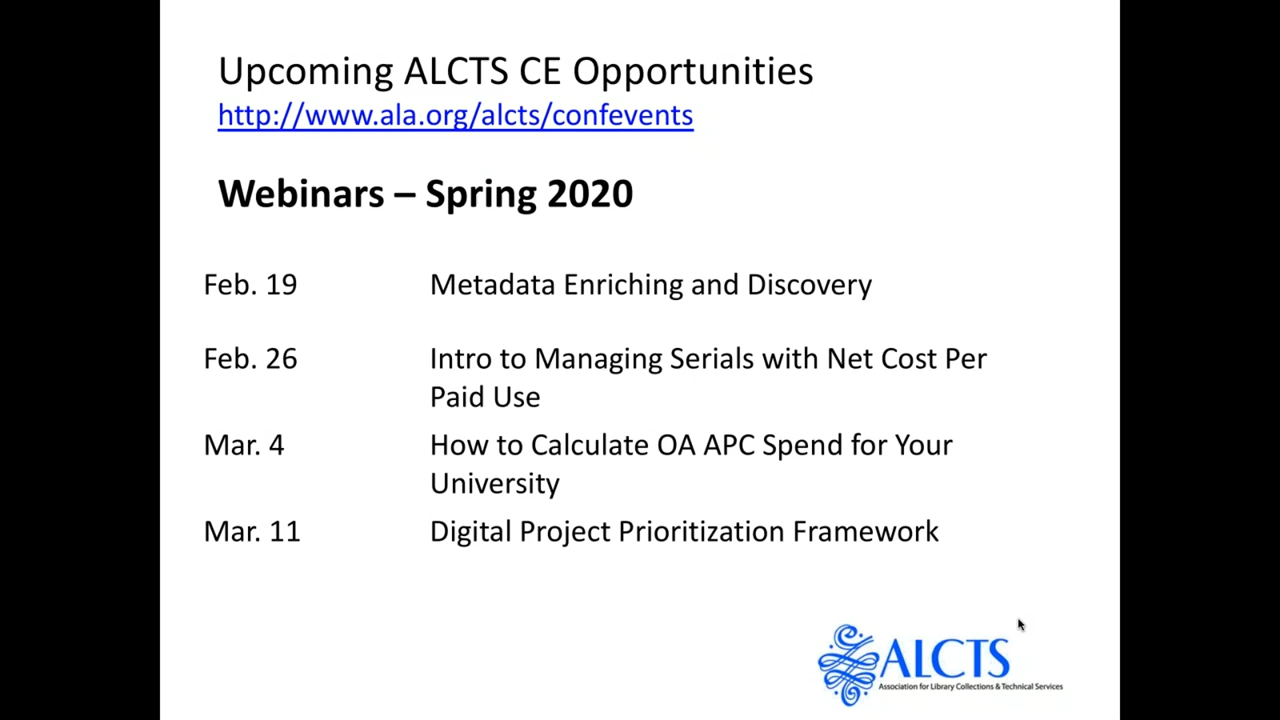 Upcoming ALCTS CE Opportunities
http://www.ala.org/alcts/confevents
Webinars – Spring 2020
Feb. 19 Metadata Enriching and Discovery
Feb. 26 Intro to Managing Serials with Net Cost Per
Paid Use
Mar. 4 How to Calculate OA APC Spend for Your
University
Mar. 11 Digital Project Prioritization Framework
ALCTS
Association for Library Collections & Technical Services